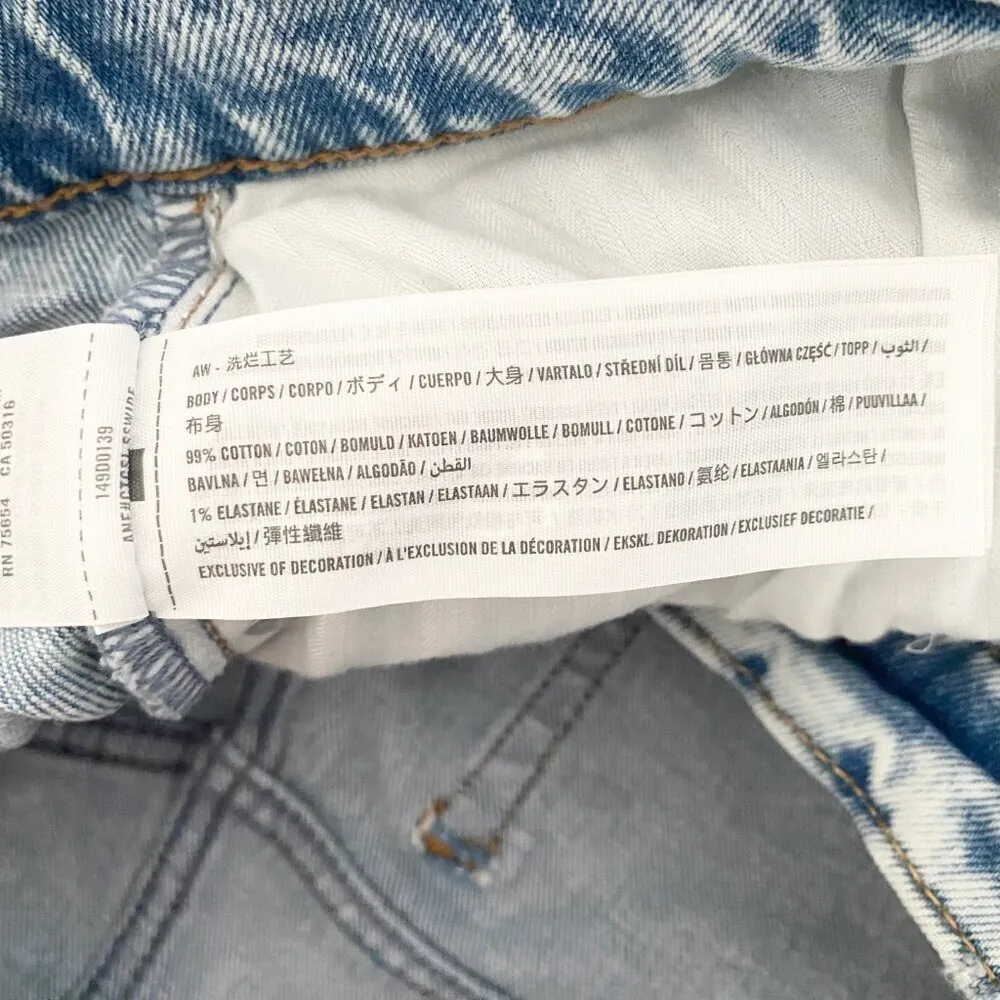 AW - 洗烂工艺
BODY / CORPS / CORPO / ボディ / CUERPO / 大身 / VARTALO / STŘEDNÍ DÍL / 몸통 / GŁÓWNA CZĘŚĆ / TOPP / الثوب /
布身
99% COTTON / COTON / BOMULD / KATOEN / BAUMWOLLE / BOMULL / COTONE / コットン / ALGODÓN / 棉 / PUUVILLAA /
BAVLNA / 면 / BAWEŁNA / ALGODÃO / القطن
1% ELASTANE / ÉLASTANE / ELASTAN / ELASTAAN / エラスタン / ELASTANO / 氨纶 / ELASTAANIA / 엘라스탄 /
إيلاستين / 彈性纖維
EXCLUSIVE OF DECORATION / À L'EXCLUSION DE LA DÉCORATION / EKSKL. DEKORATION / EXCLUSIEF DECORATIE /
149D0139
RN 75654 CA 50316